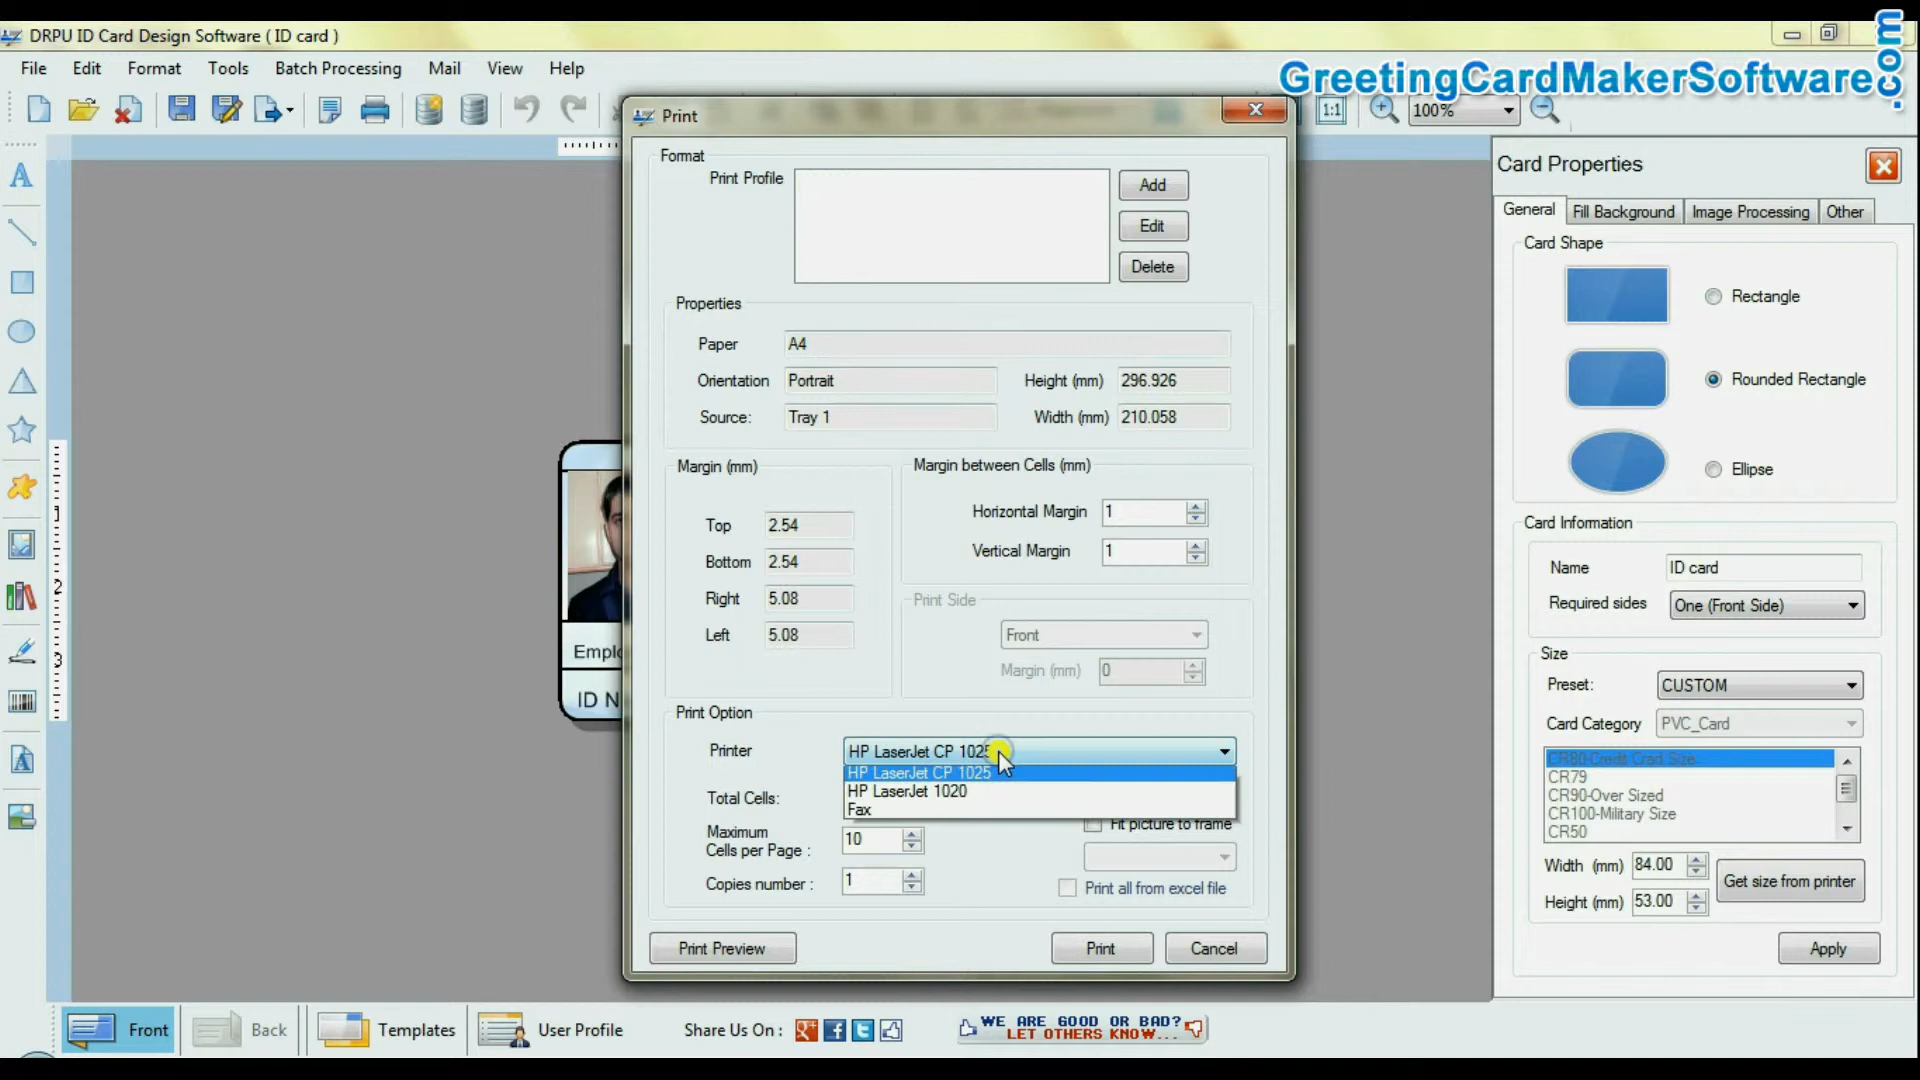 DRPU ID Card Design Software ( ID card )
File Edit Format Tools Batch Processing Mail View Help
GreetingCardMakerSoftware.com
1:1 100%
Print
Format
Print Profile
Add
Edit
Delete
Properties
Paper A4
Orientation Portrait Height (mm) 296.926
Source: Tray 1 Width (mm) 210.058
Margin (mm)
Top 2.54
Bottom 2.54
Right 5.08
Left 5.08
Margin between Cells (mm)
Horizontal Margin 1
Vertical Margin 1
Print Side
Front
Margin (mm) 0
Print Option
Printer HP LaserJet CP 1025
HP LaserJet CP 1025
HP LaserJet 1020
Fax
Total Cells:
Fit picture to frame
Maximum
Cells per Page : 10
Copies number : 1
Print all from excel file
Print Preview Print Cancel
1
2
3
Emplo
ID N
Card Properties
General Fill Background Image Processing Other
Card Shape
Rectangle
Rounded Rectangle
Ellipse
Card Information
Name ID card
Required sides One (Front Side)
Size
Preset: CUSTOM
Card Category PVC_Card
CR80-Credit Crad Size
CR79
CR90-Over Sized
CR100-Military Size
CR50
Width (mm) 84.00
Height (mm) 53.00
Get size from printer
Apply
Front Back Templates User Profile Share Us On :
WE ARE GOOD OR BAD?
LET OTHERS KNOW...